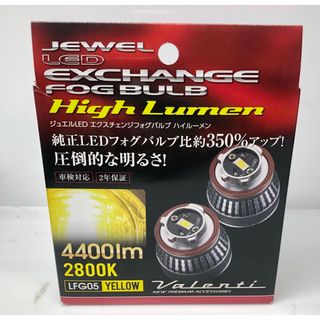 JEWEL
LED
EXCHANGE
FOG BULB
High Lumen
ジュエルLED エクスチェンジフォグバルブ ハイルーメン
純正LEDフォグバルブ比約350%アップ!
圧倒的な明るさ!
車検対応 2年保証
4400lm
2800K
LFG05 YELLOW
Valenti
NEW PREMIUM ACCESSORIES